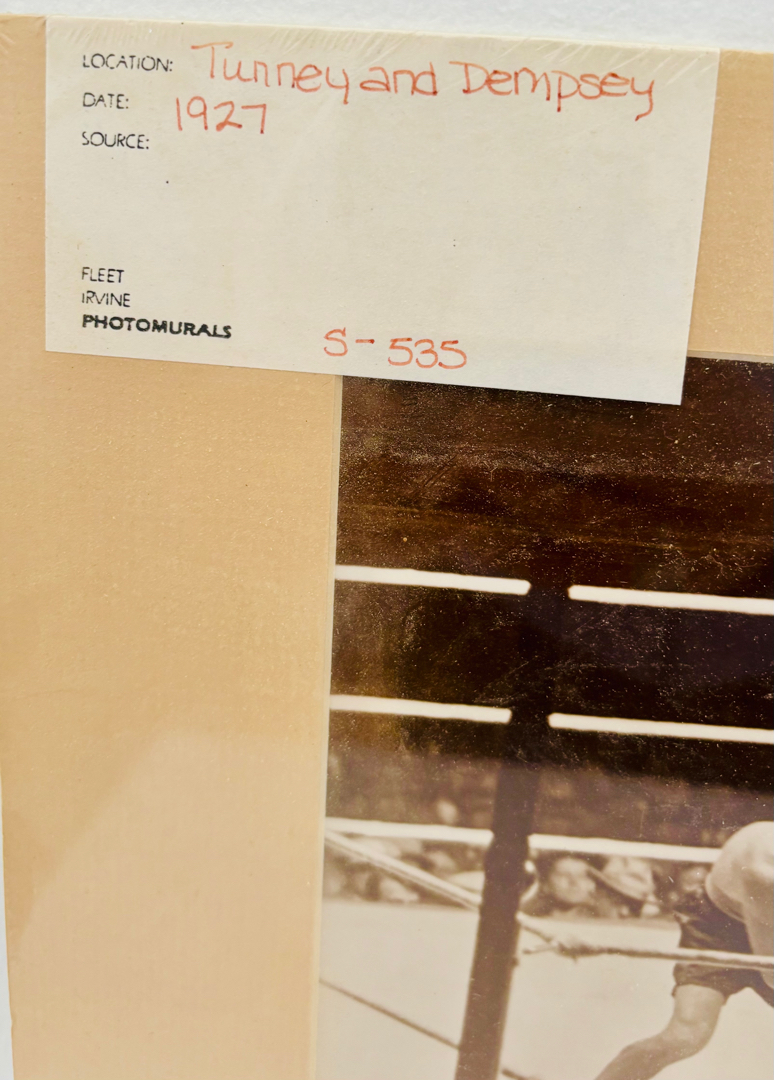 LOCATION: Tunney and Dempsey
DATE: 1927
SOURCE:
FLEET
IRVINE
PHOTOMURALS
S-535